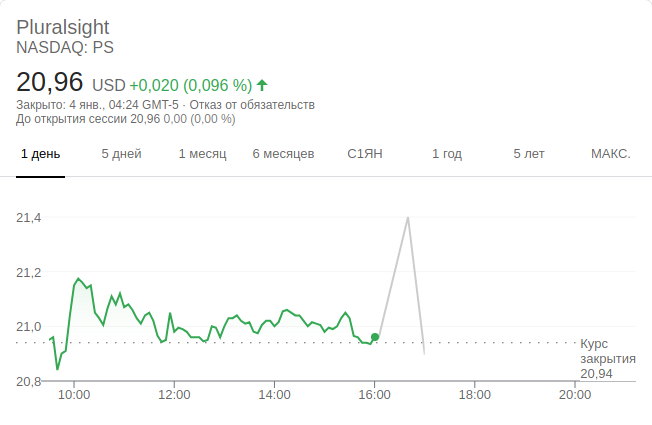 Pluralsight
NASDAQ: PS
20,96 USD +0,020 (0,096 %)
Закрыто: 4 янв., 04:24 GMT-5 · Отказ от обязательств
До открытия сессии 20,96 0,00 (0,00 %)
1 день 5 дней 1 месяц 6 месяцев С1ЯН 1 год 5 лет МАКС.
21,4
21,2
21,0
Курс
закрытия
20,94
20,8
10:00 12:00 14:00 16:00 18:00 20:00